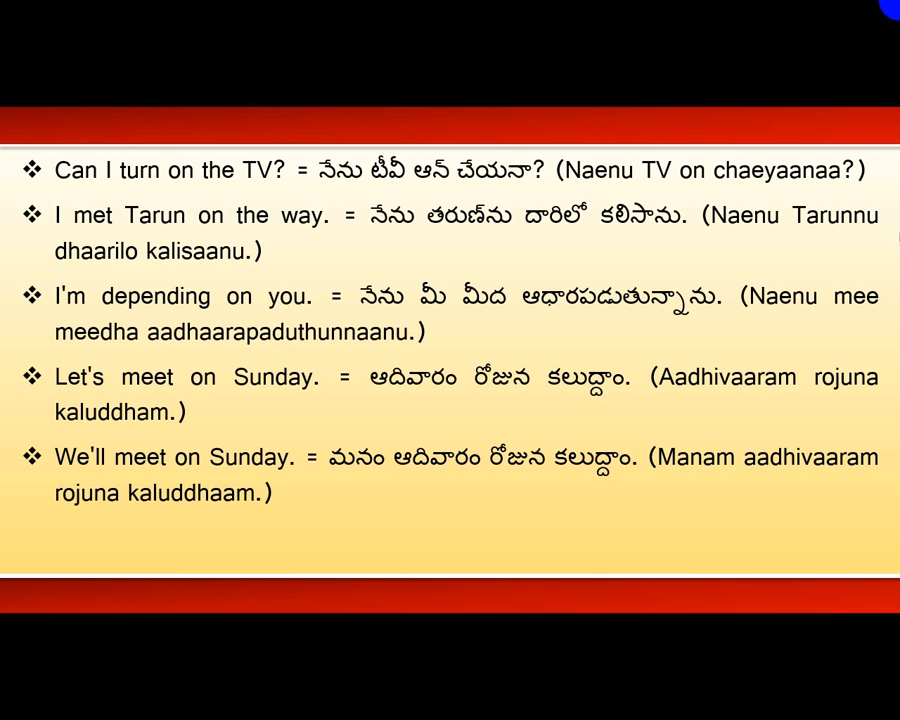 ❖ Can I turn on the TV? = నేను టీవీ ఆన్ చేయనా? (Naenu TV on chaeyaanaa?)
❖ I met Tarun on the way. = నేను తరుణ్‌ను దారిలో కలిసాను. (Naenu Tarunnu
dhaarilo kalisaanu.)
❖ I'm depending on you. = నేను మీ మీద ఆధారపడుతున్నాను. (Naenu mee
meedha aadhaarapaduthunnaanu.)
❖ Let's meet on Sunday. = ఆదివారం రోజున కలుద్దాం. (Aadhivaaram rojuna
kaluddham.)
❖ We'll meet on Sunday. = మనం ఆదివారం రోజున కలుద్దాం. (Manam aadhivaaram
rojuna kaluddhaam.)